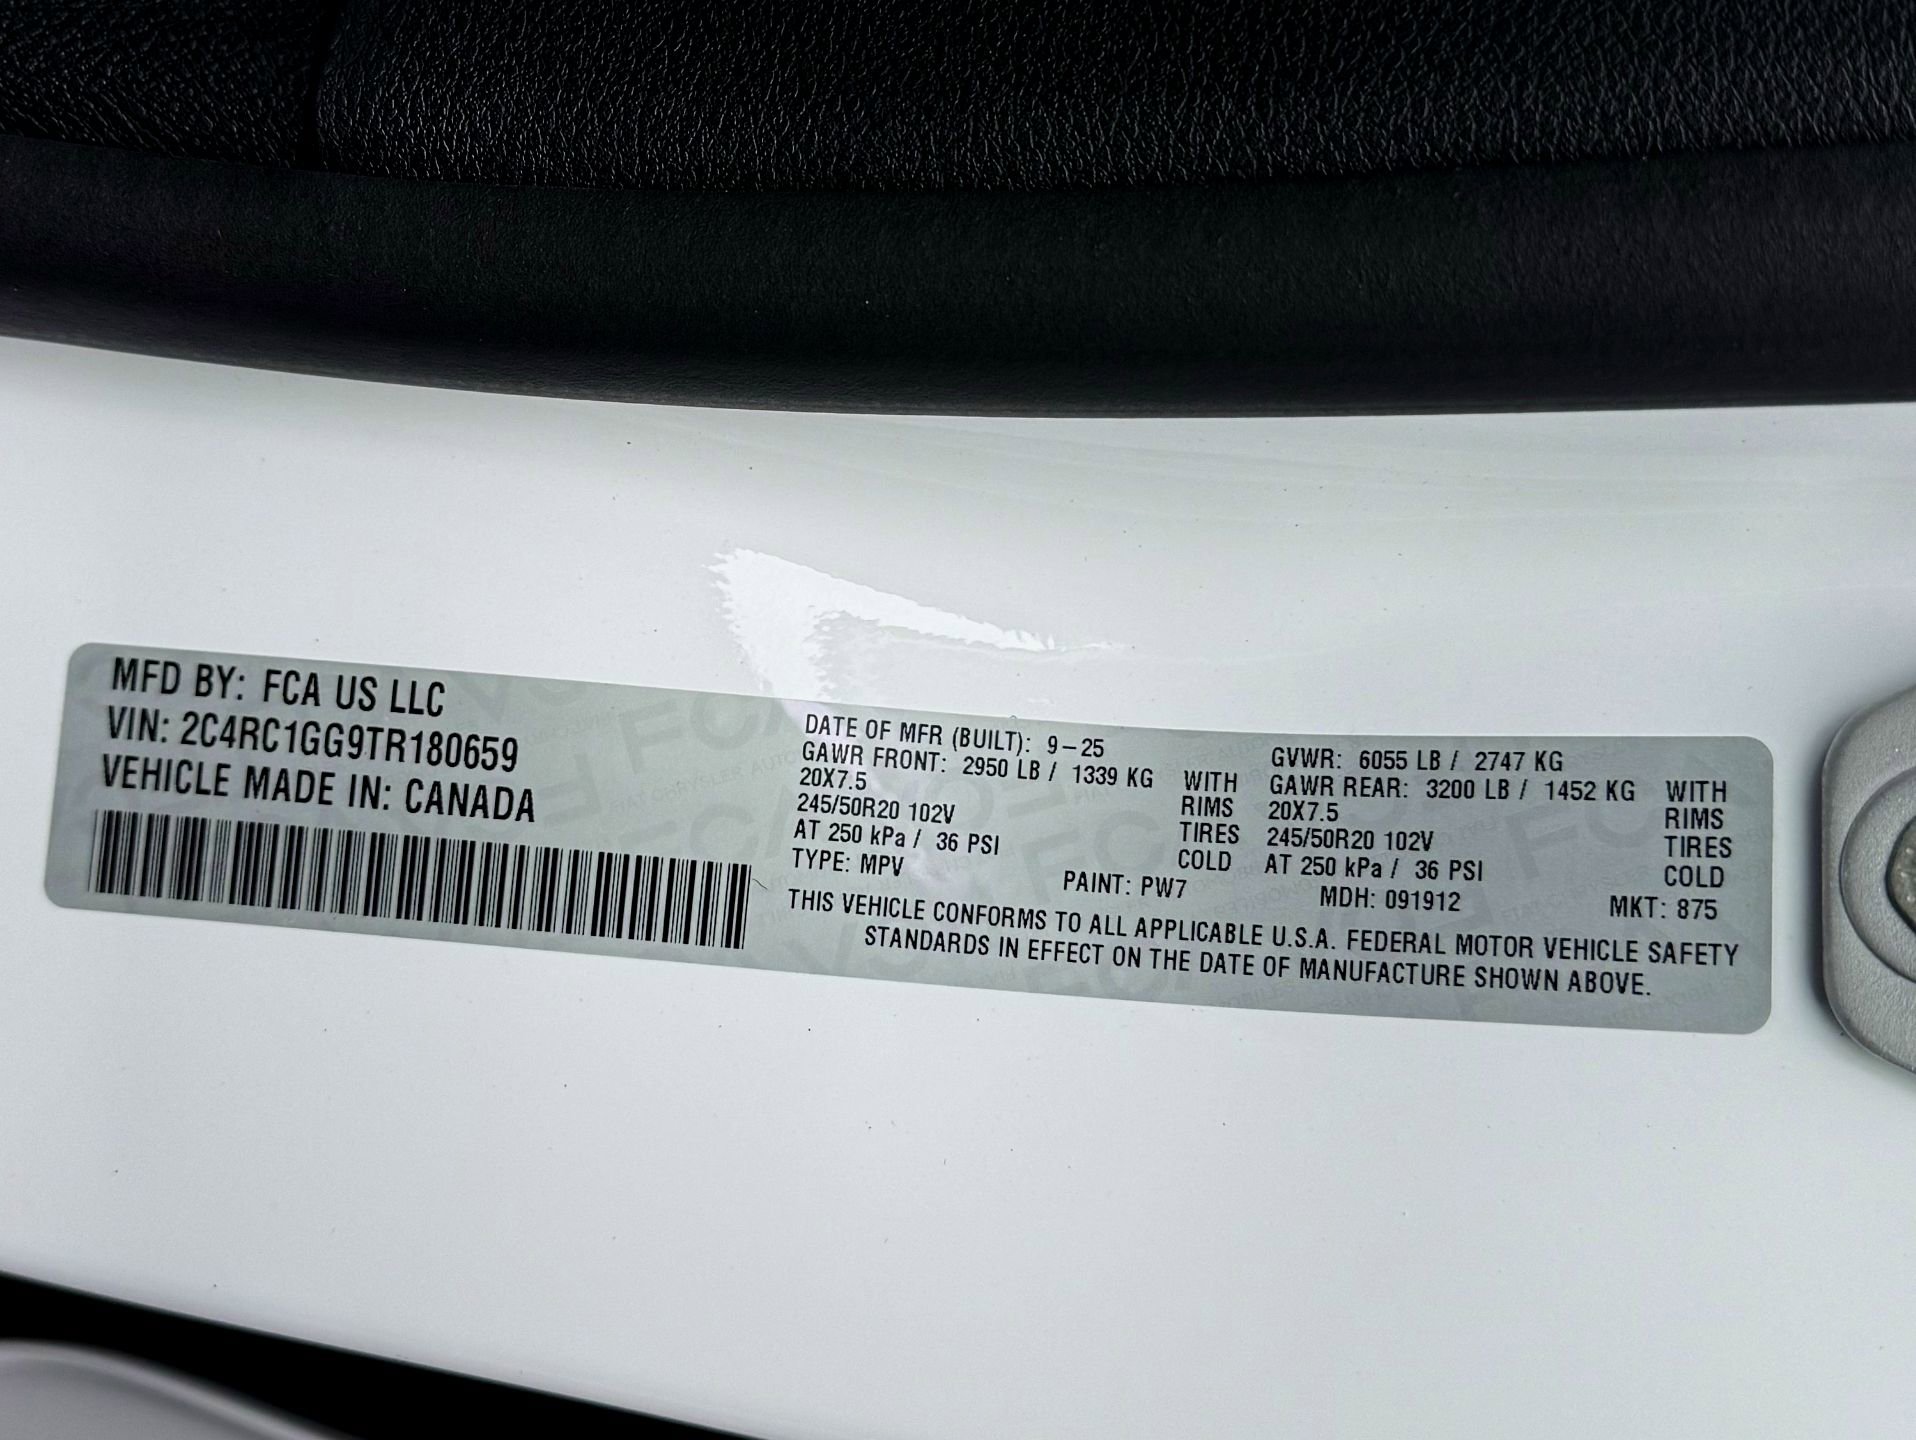 MFD BY: FCA US LLC
VIN: 2C4RC1GG9TR180659
VEHICLE MADE IN: CANADA
DATE OF MFR (BUILT): 9-25
GAWR FRONT: 2950 LB / 1339 KG WITH
20X7.5 RIMS
245/50R20 102V TIRES
AT 250 kPa / 36 PSI COLD
TYPE: MPV
PAINT: PW7
GVWR: 6055 LB / 2747 KG
GAWR REAR: 3200 LB / 1452 KG WITH
20X7.5 RIMS
245/50R20 102V TIRES
AT 250 kPa / 36 PSI COLD
MDH: 091912 MKT: 875
THIS VEHICLE CONFORMS TO ALL APPLICABLE U.S.A. FEDERAL MOTOR VEHICLE SAFETY
STANDARDS IN EFFECT ON THE DATE OF MANUFACTURE SHOWN ABOVE.